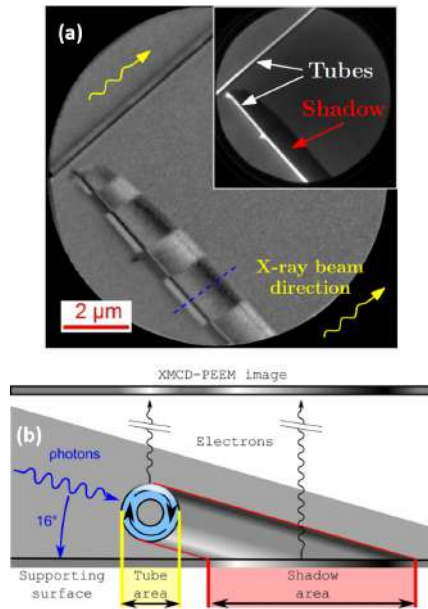 (a)
Tubes
Shadow
X-ray beam
direction
2 μm
XMCD-PEEM image
(b)
Electrons
photons
16°
Supporting
surface
Tube
area
Shadow
area